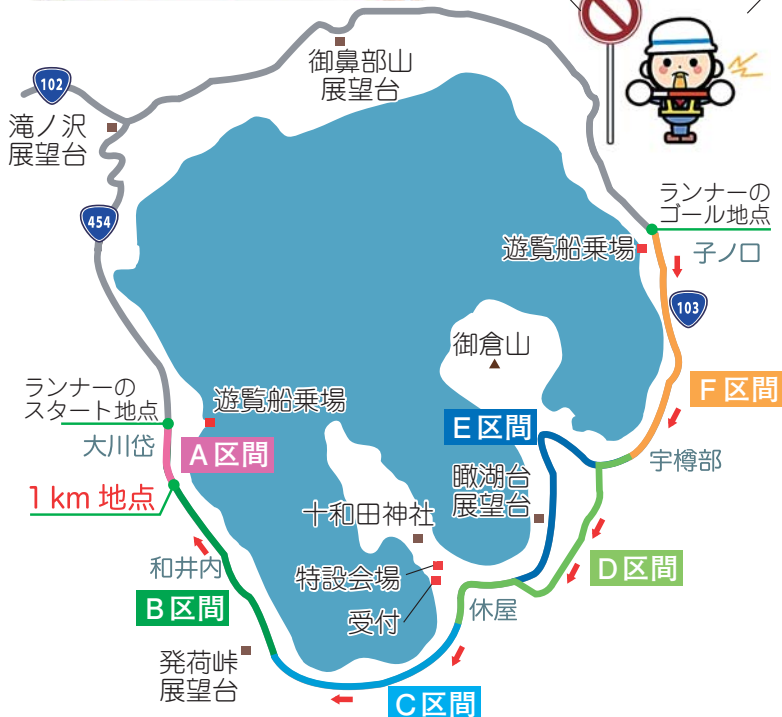 御鼻部山
展望台
102
滝ノ沢
展望台
454
ランナーの
ゴール地点
遊覧船乗場
子ノ口
103
御倉山
F区間
ランナーの
スタート地点
遊覧船乗場
E区間
大川岱
A区間
宇樽部
瞰湖台
展望台
1km地点
十和田神社
和井内
特設会場
D区間
B区間
受付
休屋
発荷峠
展望台
C区間